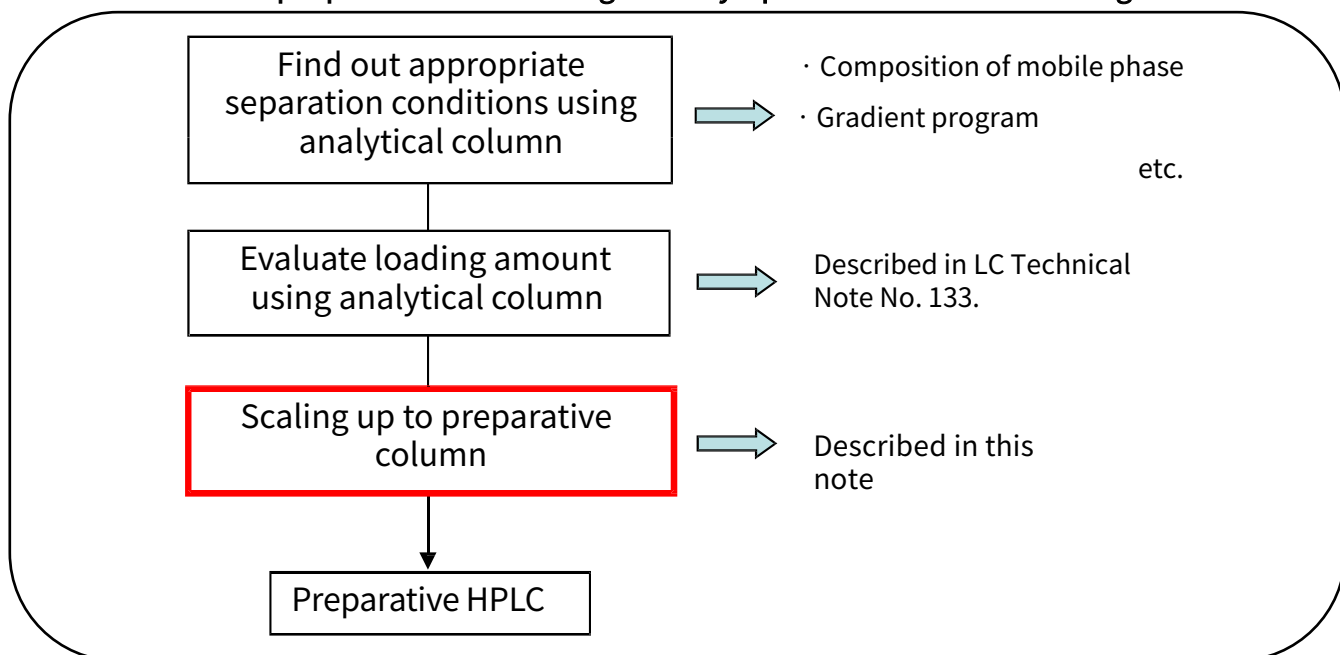 Find out appropriate
separation conditions using
analytical column
· Composition of mobile phase
· Gradient program
etc.
Evaluate loading amount
using analytical column
Described in LC Technical
Note No. 133.
Scaling up to preparative
column
Described in this
note
Preparative HPLC